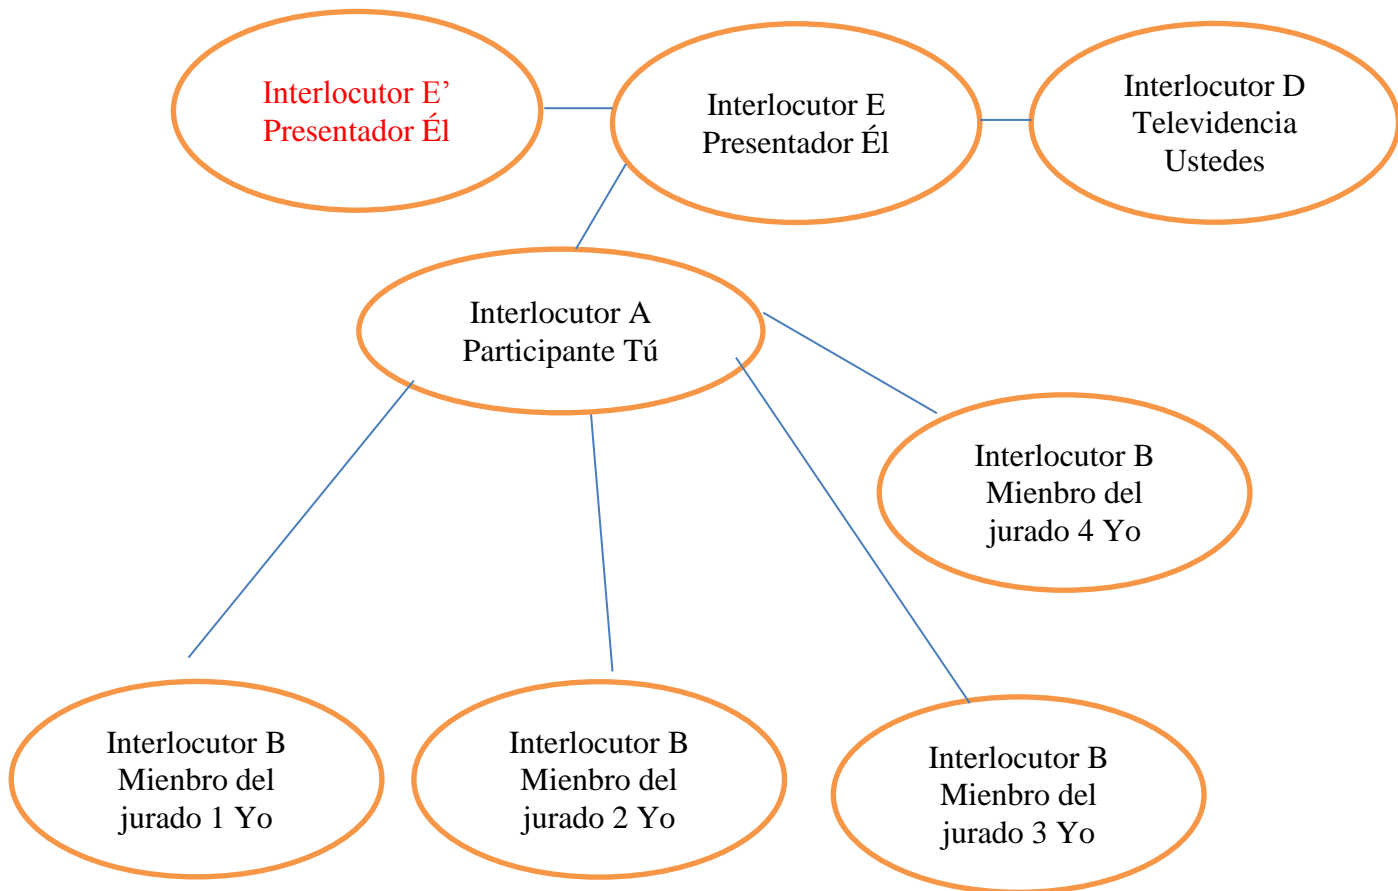 Interlocutor E’
Presentador Él
Interlocutor E
Presentador Él
Interlocutor D
Televidencia
Ustedes
Interlocutor A
Participante Tú
Interlocutor B
Mienbro del
jurado 4 Yo
Interlocutor B
Mienbro del
jurado 1 Yo
Interlocutor B
Mienbro del
jurado 2 Yo
Interlocutor B
Mienbro del
jurado 3 Yo